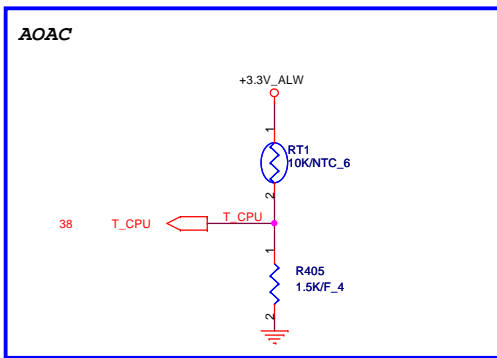 AOAC
+3.3V_ALW
1
RT1
10K/NTC_6
2
38 T_CPU T_CPU
1
R405
1.5K/F_4
2